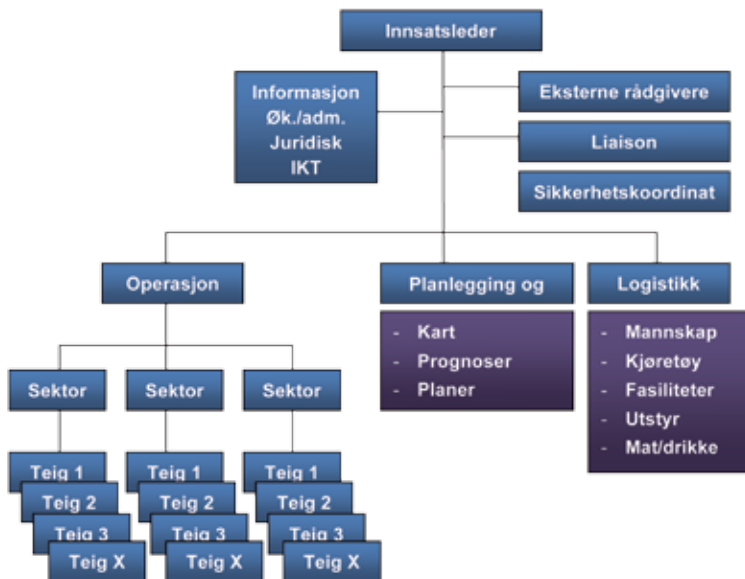 Innsatsleder
Informasjon
Øk./adm.
Juridisk
IKT
Eksterne rådgivere
Liaison
Sikkerhetskoordinat
Operasjon
Planlegging og
Logistikk
- Kart
- Prognoser
- Planer
- Mannskap
- Kjøretøy
- Fasiliteter
- Utstyr
- Mat/drikke
Sektor
Sektor
Sektor
Teig 1
Teig 2
Teig 3
Teig X
Teig 1
Teig 2
Teig 3
Teig X
Teig 1
Teig 2
Teig 3
Teig X